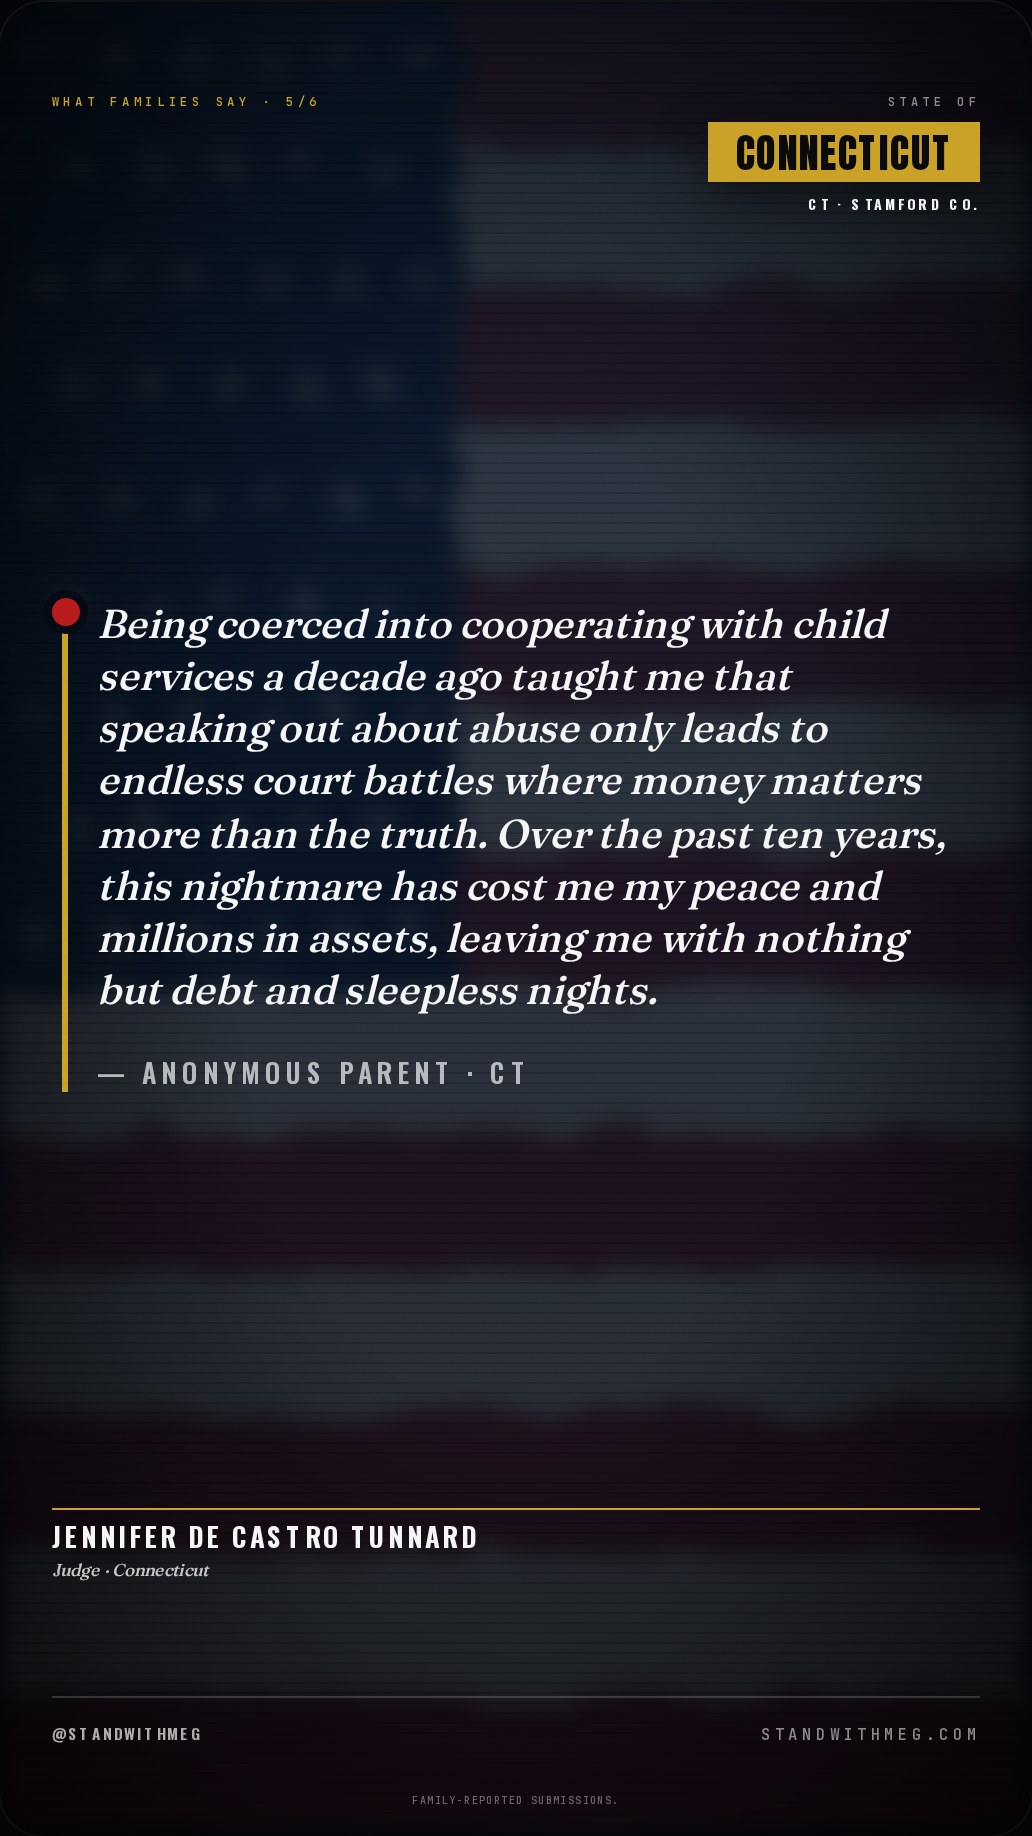 WHAT FAMILIES SAY · 5/6
STATE OF
CONNECTICUT
CT · STAMFORD CO.
Being coerced into cooperating with child
services a decade ago taught me that
speaking out about abuse only leads to
endless court battles where money matters
more than the truth. Over the past ten years,
this nightmare has cost me my peace and
millions in assets, leaving me with nothing
but debt and sleepless nights.
— ANONYMOUS PARENT · CT
JENNIFER DE CASTRO TUNNARD
Judge · Connecticut
@STANDWITHMEG
STANDWITHMEG.COM
FAMILY-REPORTED SUBMISSIONS.